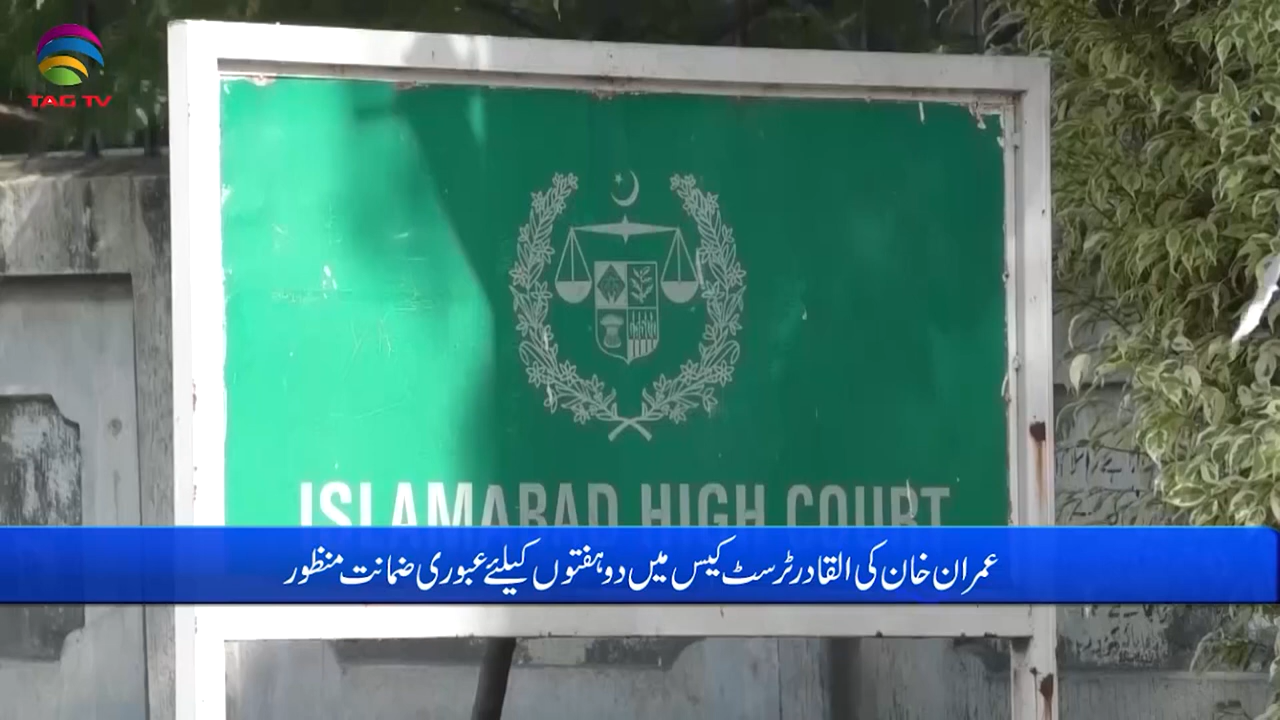 TAG TV
ISLAMABAD HIGH COURT
عمران خان کی القادر ٹرسٹ کیس میں دو ہفتوں کیلئے عبوری ضمانت منظور